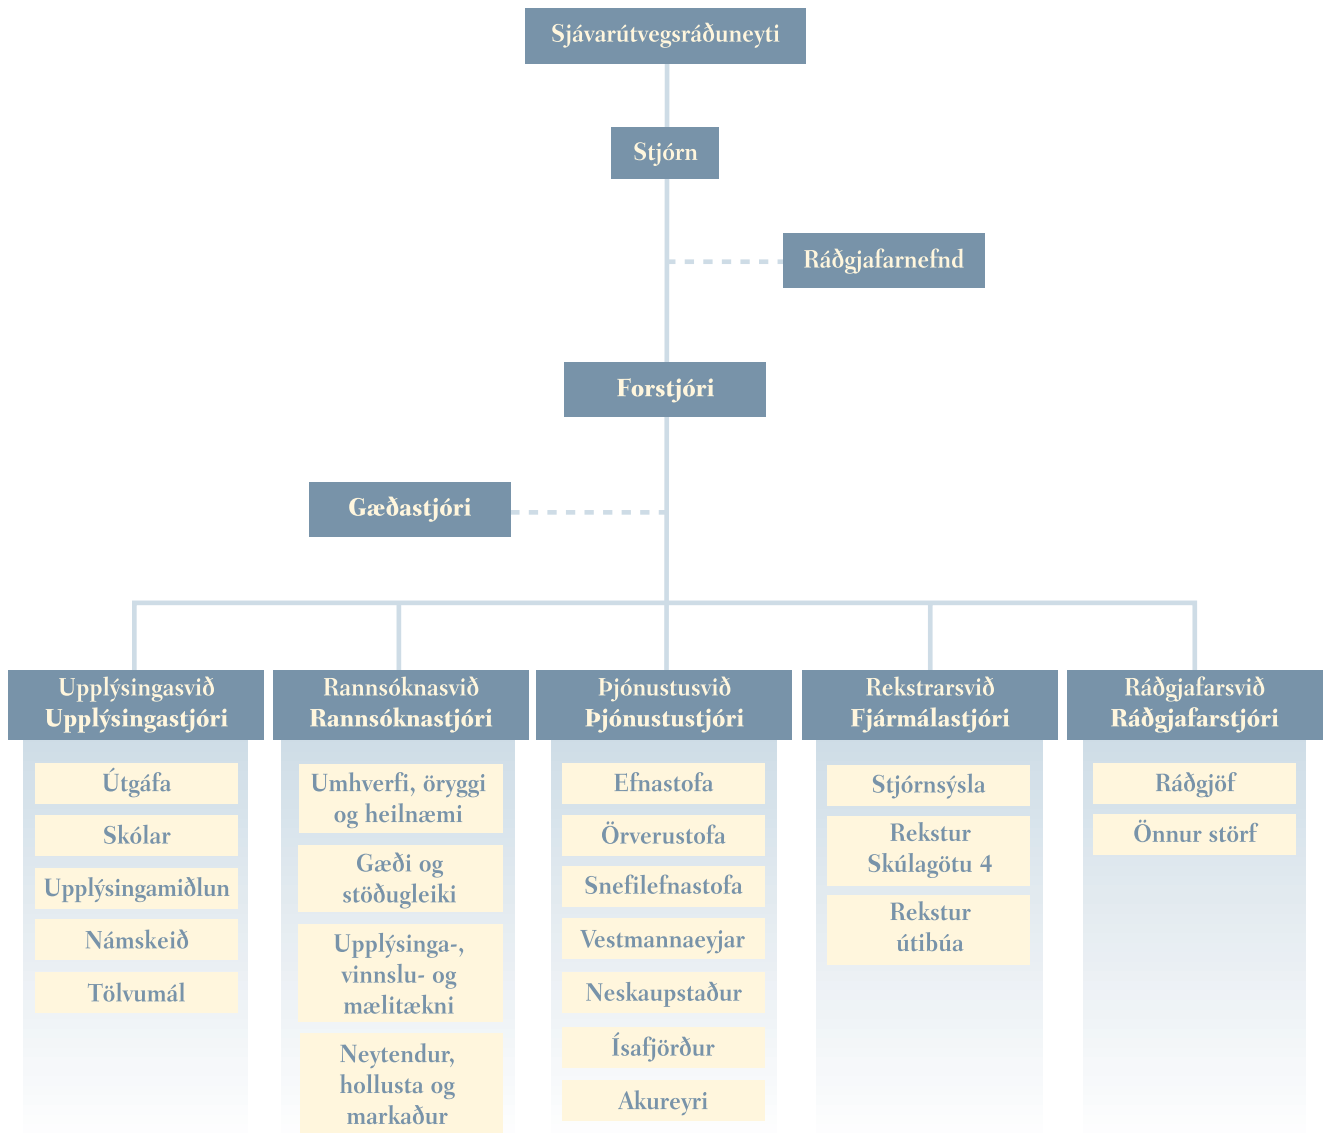 Sjávarútvegsráðuneyti
Stjórn
Ráðgjafarnefnd
Forstjóri
Gæðastjóri
Upplýsingasvið
Upplýsingastjóri
Útgáfa
Skólar
Upplýsingamiðlun
Námskeið
Tölvumál
Rannsóknasvið
Rannsóknastjóri
Umhverfi, öryggi
og heilnæmi
Gæði og
stöðugleiki
Upplýsinga-,
vinnslu- og
mælitækni
Neytendur,
hollusta og
markaður
Þjónustusvið
Þjónustustjóri
Efnastofa
Örverustofa
Snefilefnastofa
Vestmannaeyjar
Neskaupstaður
Ísafjörður
Akureyri
Rekstrarsvið
Fjármálastjóri
Stjórnsýsla
Rekstur
Skúlagötu 4
Rekstur
útibúa
Ráðgjafarsvið
Ráðgjafarstjóri
Ráðgjöf
Önnur störf